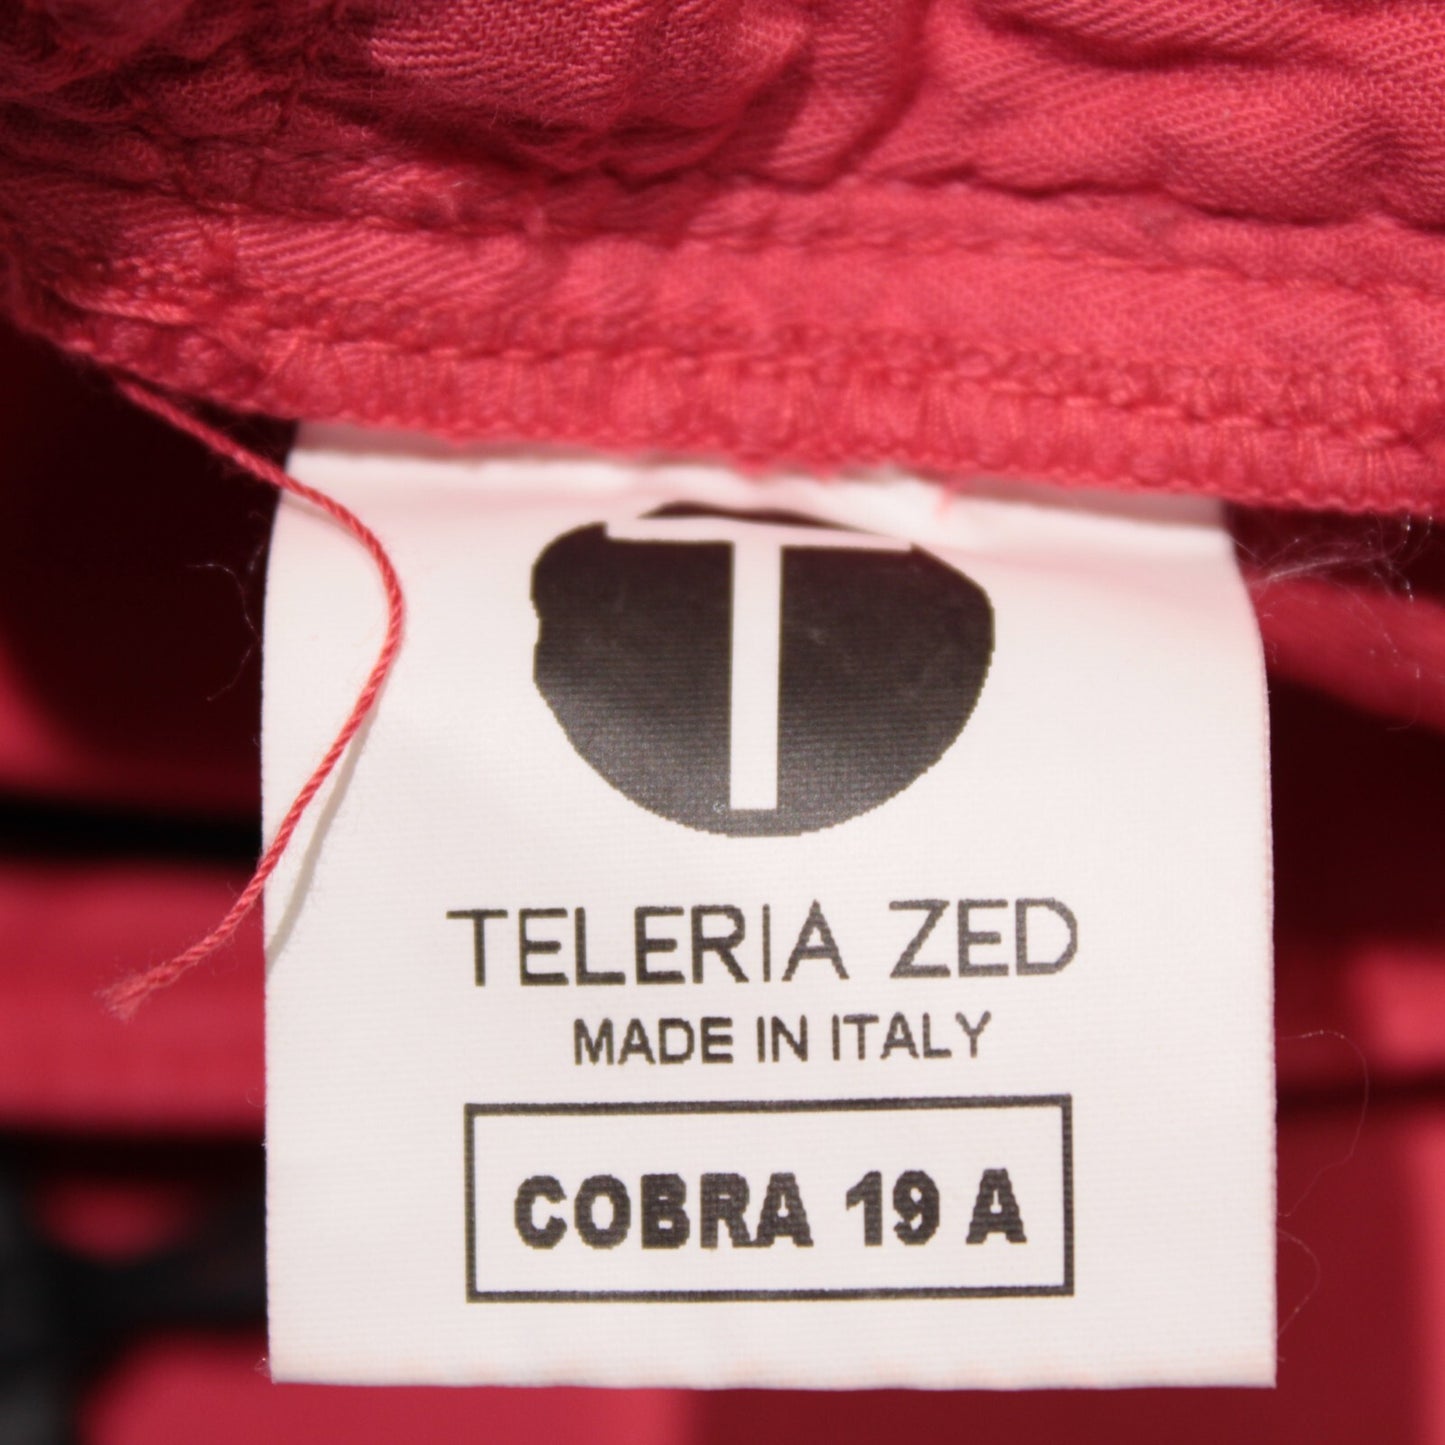 T
TELERIA ZED
MADE IN ITALY
COBRA 19 A